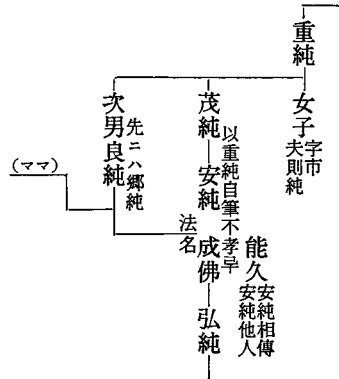 重純
女子
字市
夫則純
茂純
安純
以重純自筆不孝早
能久
安純相傳
安純他人
法名
成佛
弘純
次男良純
先ニハ郷純
(ママ)